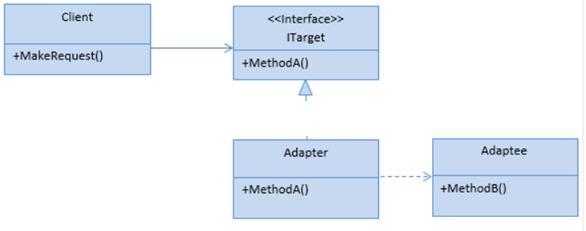 Client
+MakeRequest()
<<Interface>>
ITarget
+MethodA()
Adapter
+MethodA()
Adaptee
+MethodB()